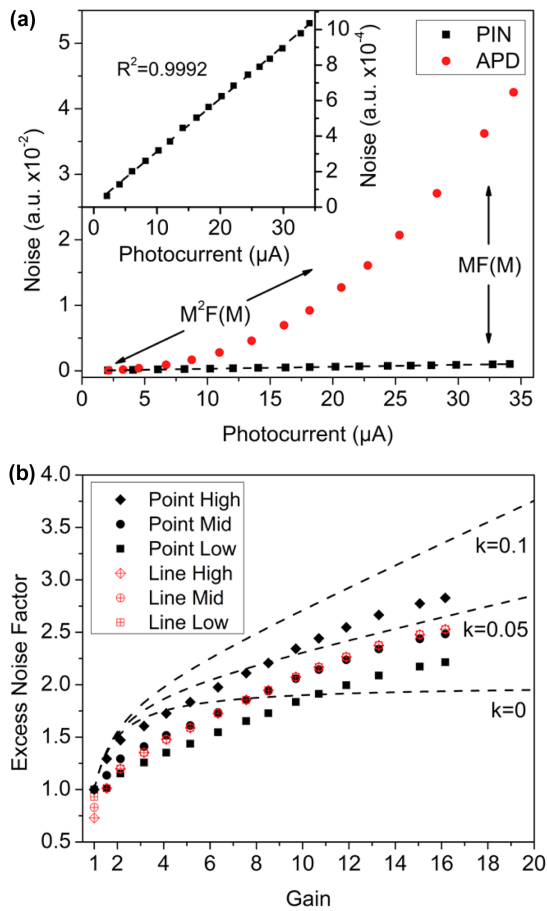 (a)
PIN
APD
R²=0.9992
10
8
6
4
2
0
Noise (a.u. x10⁻⁴)
0 10 20 30
Photocurrent (µA)
5
4
3
2
1
0
Noise (a.u. x10⁻²)
M²F(M)
MF(M)
0 5 10 15 20 25 30 35
Photocurrent (µA)
(b)
4.0
3.5
3.0
2.5
2.0
1.5
1.0
0.5
Excess Noise Factor
Point High
Point Mid
Point Low
Line High
Line Mid
Line Low
k=0.1
k=0.05
k=0
1 2 4 6 8 10 12 14 16 18 20
Gain